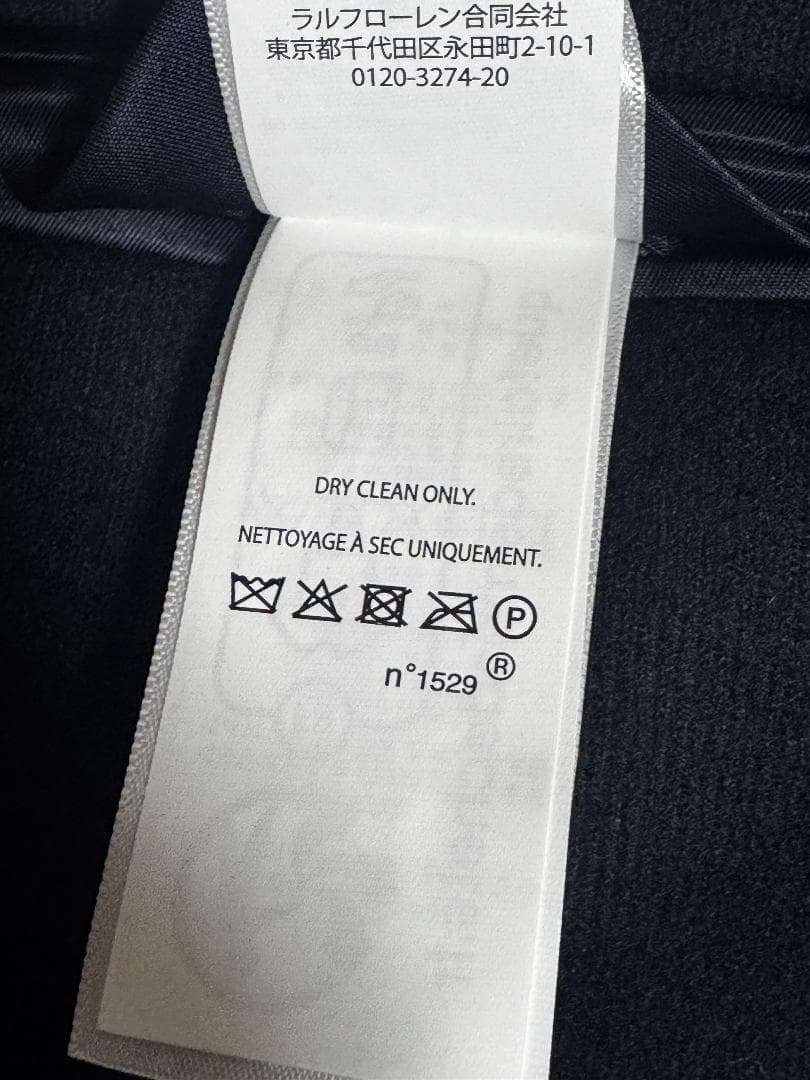 ラルフローレン合同会社
東京都千代田区永田町2-10-1
0120-3274-20
DRY CLEAN ONLY.
NETTOYAGE À SEC UNIQUEMENT.
P
n°1529 ®